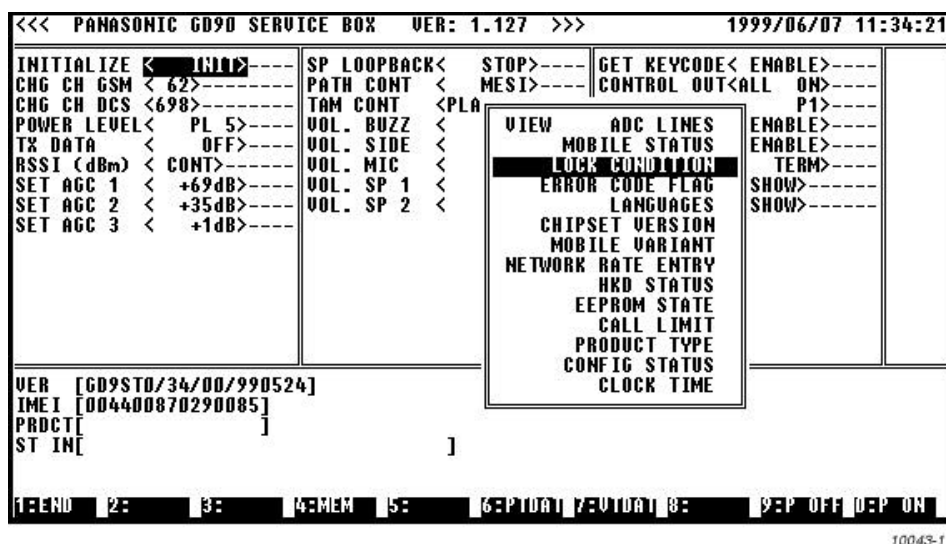 <<< PANASONIC GD90 SERVICE BOX VER: 1.127 >>> 1999/06/07 11:34:21
INITIALIZE < INIT>----
CHG CH GSM < 62>---------
CHG CH DCS <698>---------
POWER LEVEL< PL 5>----
TX DATA < OFF>----
RSSI (dBm) < CONT>----
SET AGC 1 < +69dB>----
SET AGC 2 < +35dB>----
SET AGC 3 < +1dB>----
SP LOOPBACK< STOP>----
PATH CONT < MESI>----
TAM CONT <PLA
VOL. BUZZ <
VOL. SIDE <
VOL. MIC <
VOL. SP 1 <
VOL. SP 2 <
GET KEYCODE< ENABLE>----
CONTROL OUT<ALL ON>----
P1>----
ENABLE>----
ENABLE>----
TERM>----
SHOW>------
SHOW>------
VIEW ADC LINES
MOBILE STATUS
LOCK CONDITION
ERROR CODE FLAG
LANGUAGES
CHIPSET VERSION
MOBILE VARIANT
NETWORK RATE ENTRY
HKD STATUS
EEPROM STATE
CALL LIMIT
PRODUCT TYPE
CONFIG STATUS
CLOCK TIME
VER [GD9ST0/34/00/990524]
IMEI [004400870290085]
PRDCT[ ]
ST IN[ ]
1:END 2: 3: 4:MEM 5: 6:PTDAT 7:VTDAT 8: 9:P OFF 0:P ON
10043-1